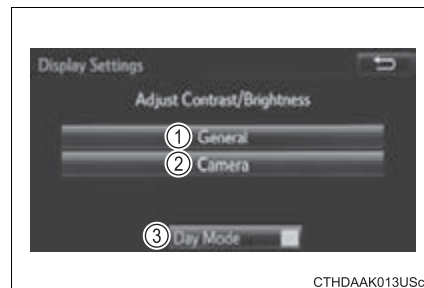 Display Settings
Adjust Contrast/Brightness
1 General
2 Camera
3 Day Mode
CTHDAAK013USc